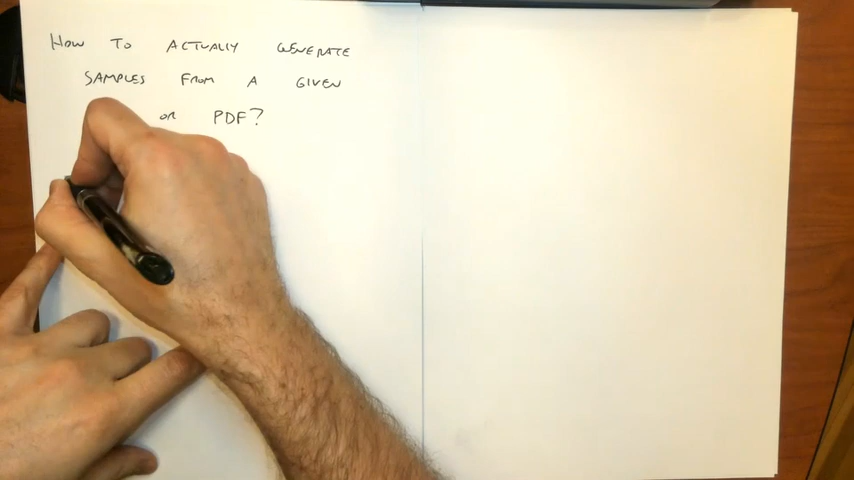 HOW TO ACTUALLY GENERATE
SAMPLES FROM A GIVEN
OR PDF?